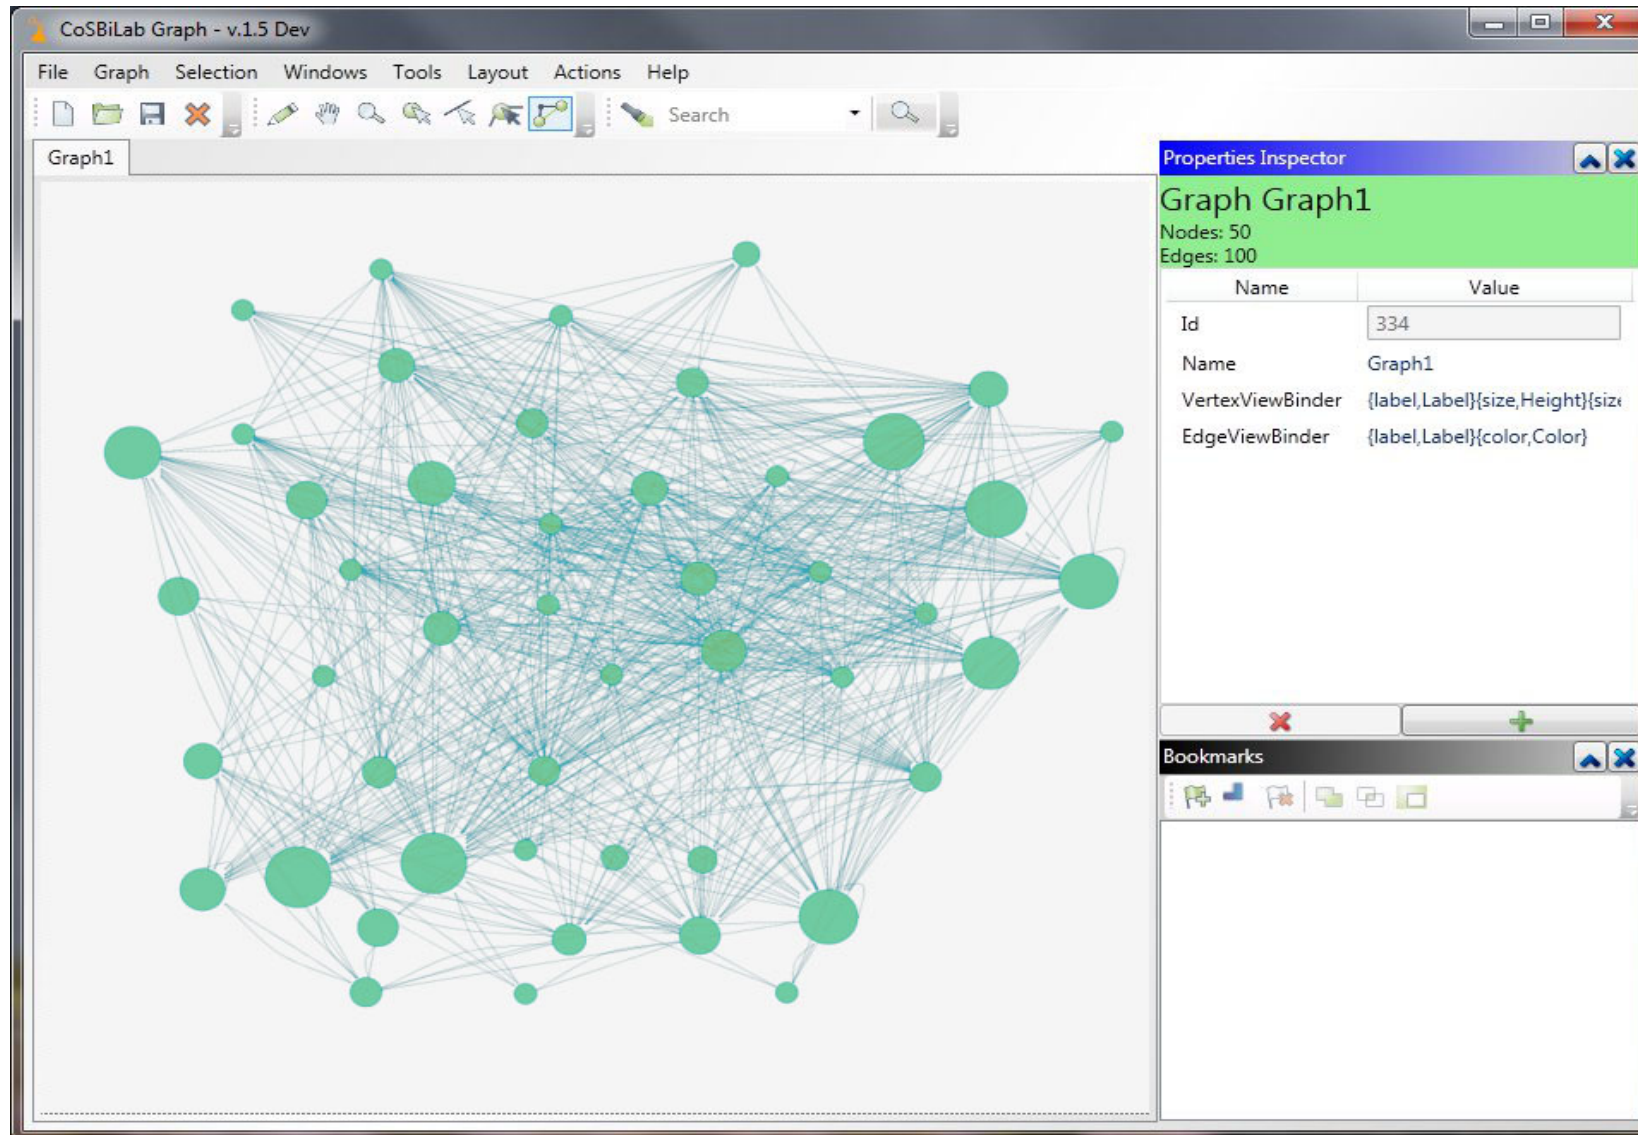 CoSBiLab Graph - v.1.5 Dev
File Graph Selection Windows Tools Layout Actions Help
Search
Graph1
Properties Inspector
Graph Graph1
Nodes: 50
Edges: 100
Name Value
Id 334
Name Graph1
VertexViewBinder {label,Label}{size,Height}{size
EdgeViewBinder {label,Label}{color,Color}
Bookmarks